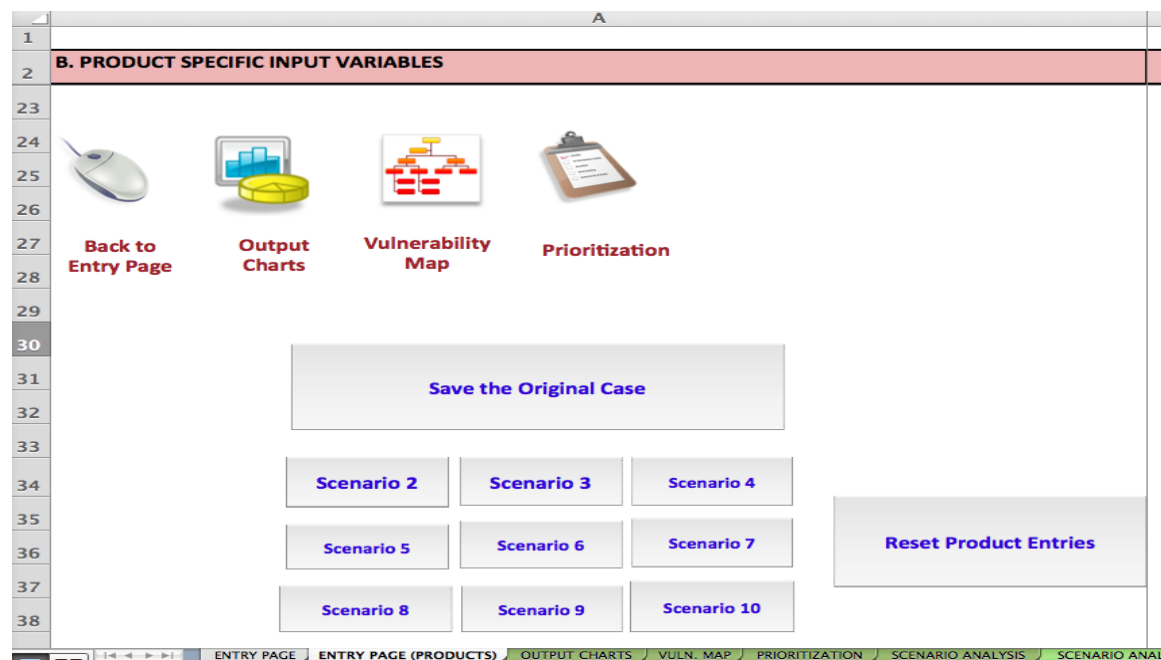 A
1
2 B. PRODUCT SPECIFIC INPUT VARIABLES
23
24
25
26
27
28
Back to
Entry Page
Output
Charts
Vulnerability
Map
Prioritization
29
30
31
32
Save the Original Case
33
34 Scenario 2 Scenario 3 Scenario 4
35
36 Scenario 5 Scenario 6 Scenario 7
Reset Product Entries
37
38 Scenario 8 Scenario 9 Scenario 10
ENTRY PAGE ENTRY PAGE (PRODUCTS) OUTPUT CHARTS VULN. MAP PRIORITIZATION SCENARIO ANALYSIS SCENARIO ANAL